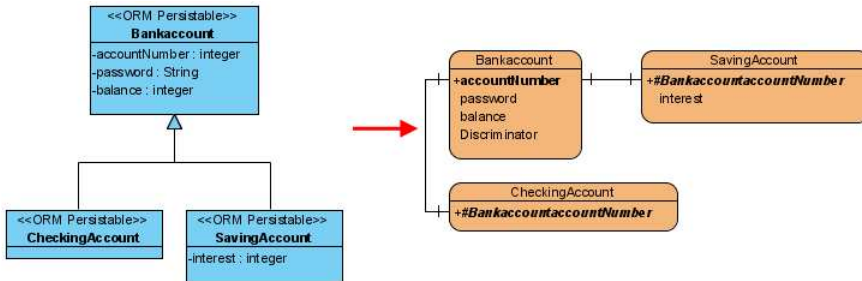 <<ORM Persistable>>
Bankaccount
-accountNumber : integer
-password : String
-balance : integer
<<ORM Persistable>>
CheckingAccount
<<ORM Persistable>>
SavingAccount
-interest : integer
Bankaccount
+accountNumber
password
balance
Discriminator
SavingAccount
+#BankaccountaccountNumber
interest
CheckingAccount
+#BankaccountaccountNumber